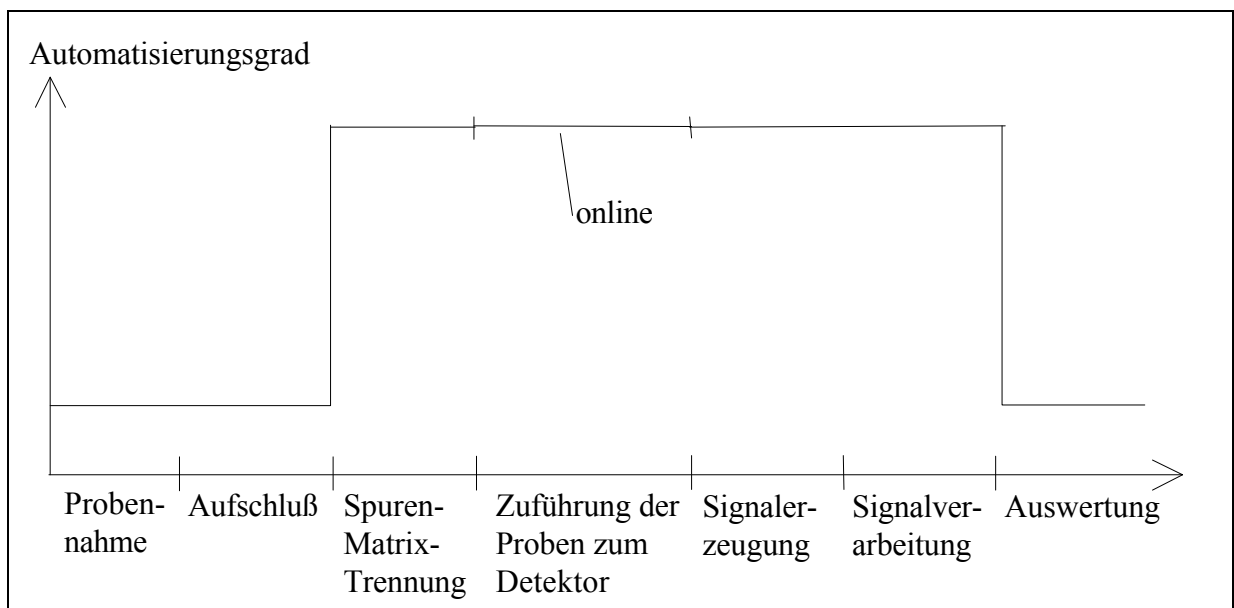 Automatisierungsgrad
online
Proben-
nahme
Aufschluß
Spuren-
Matrix-
Trennung
Zuführung der
Proben zum
Detektor
Signaler-
zeugung
Signalver-
arbeitung
Auswertung